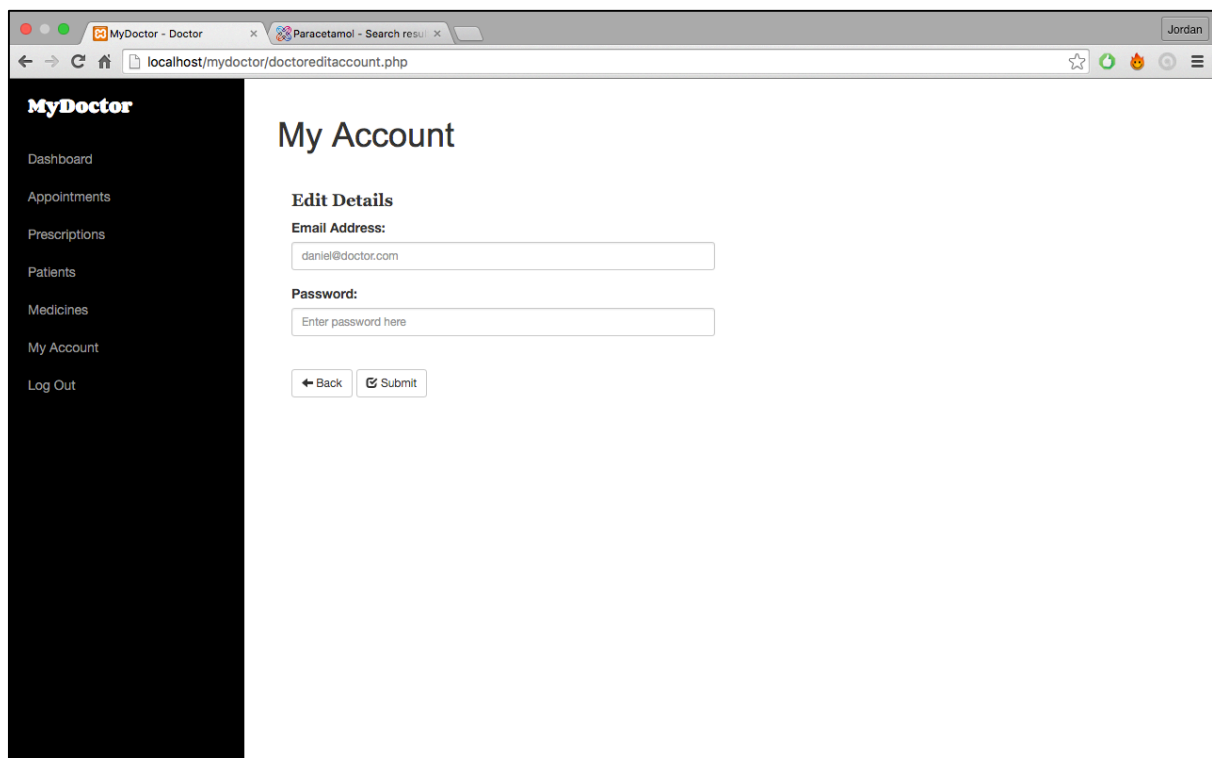 MyDoctor - Doctor
Paracetamol - Search resul
Jordan
localhost/mydoctor/doctoreditaccount.php
MyDoctor
Dashboard
Appointments
Prescriptions
Patients
Medicines
My Account
Log Out
My Account
Edit Details
Email Address:
daniel@doctor.com
Password:
Enter password here
Back
Submit